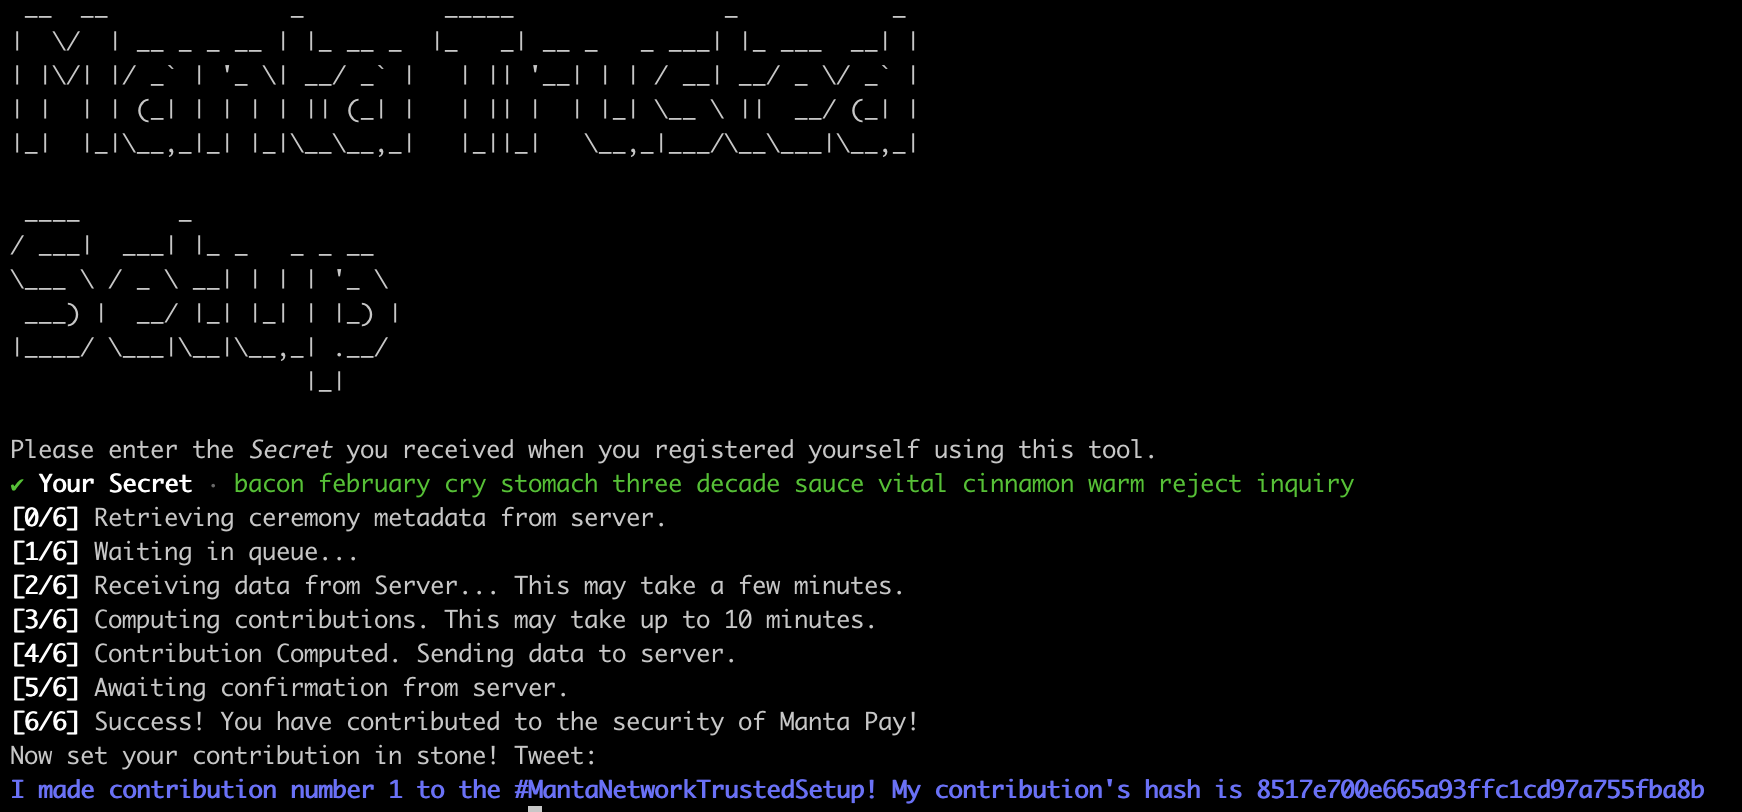 Manta Trusted
Setup
Please enter the Secret you received when you registered yourself using this tool.
✔ Your Secret · bacon february cry stomach three decade sauce vital cinnamon warm reject inquiry
[0/6] Retrieving ceremony metadata from server.
[1/6] Waiting in queue...
[2/6] Receiving data from Server... This may take a few minutes.
[3/6] Computing contributions. This may take up to 10 minutes.
[4/6] Contribution Computed. Sending data to server.
[5/6] Awaiting confirmation from server.
[6/6] Success! You have contributed to the security of Manta Pay!
Now set your contribution in stone! Tweet:
I made contribution number 1 to the #MantaNetworkTrustedSetup! My contribution's hash is 8517e700e665a93ffc1cd97a755fba8b